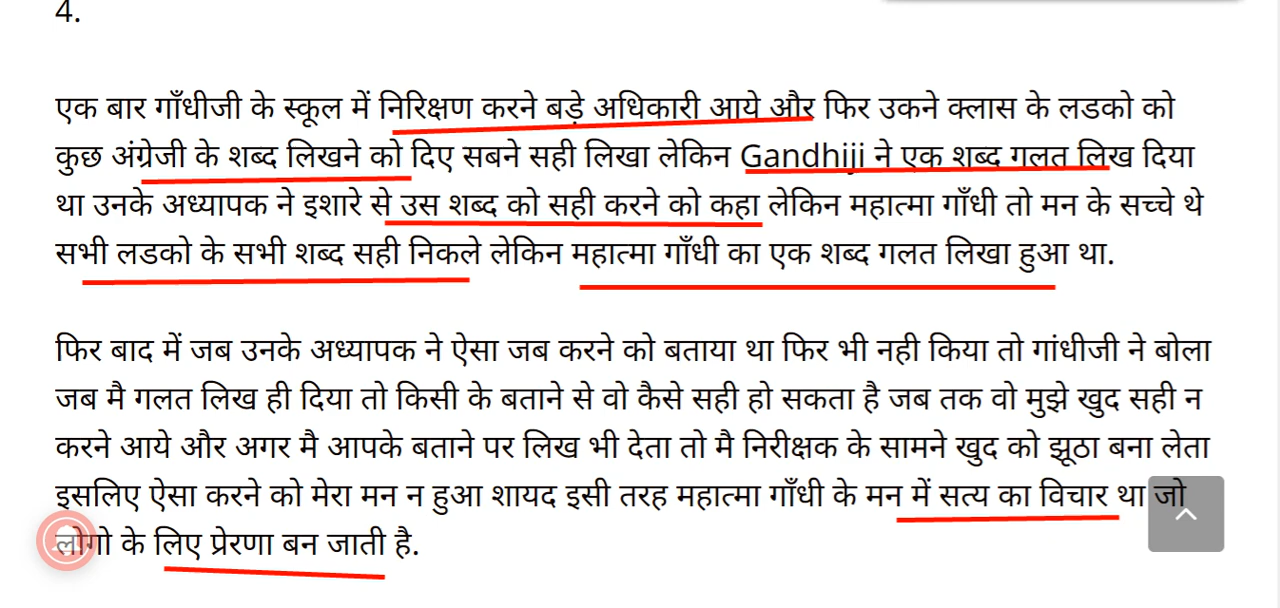 4.
एक बार गाँधीजी के स्कूल में निरिक्षण करने बड़े अधिकारी आये और फिर उकने क्लास के लडको को
कुछ अंग्रेजी के शब्द लिखने को दिए सबने सही लिखा लेकिन Gandhiji ने एक शब्द गलत लिख दिया
था उनके अध्यापक ने इशारे से उस शब्द को सही करने को कहा लेकिन महात्मा गाँधी तो मन के सच्चे थे
सभी लडको के सभी शब्द सही निकले लेकिन महात्मा गाँधी का एक शब्द गलत लिखा हुआ था.
फिर बाद में जब उनके अध्यापक ने ऐसा जब करने को बताया था फिर भी नही किया तो गांधीजी ने बोला
जब मै गलत लिख ही दिया तो किसी के बताने से वो कैसे सही हो सकता है जब तक वो मुझे खुद सही न
करने आये और अगर मै आपके बताने पर लिख भी देता तो मै निरीक्षक के सामने खुद को झूठा बना लेता
इसलिए ऐसा करने को मेरा मन न हुआ शायद इसी तरह महात्मा गाँधी के मन में सत्य का विचार था जो
लोगो के लिए प्रेरणा बन जाती है.